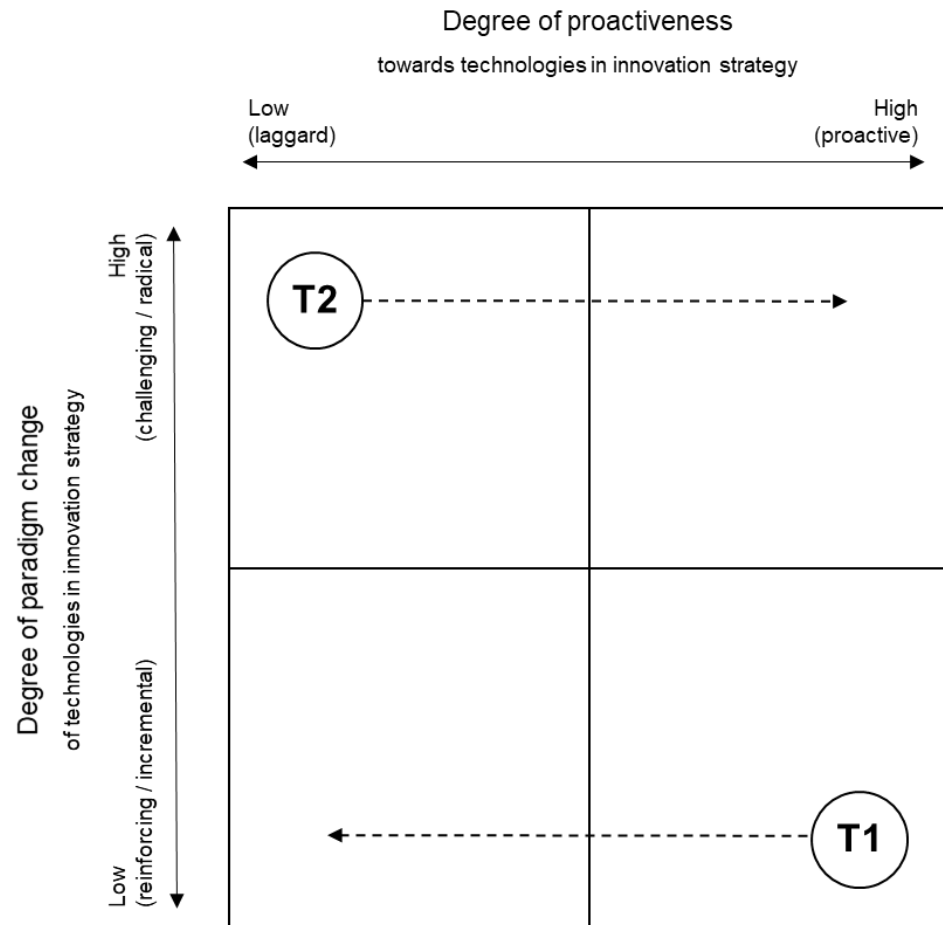 Degree of proactiveness
towards technologies in innovation strategy
Low
(laggard)
High
(proactive)
Degree of paradigm change
of technologies in innovation strategy
High
(challenging / radical)
Low
(reinforcing / incremental)
T2
T1